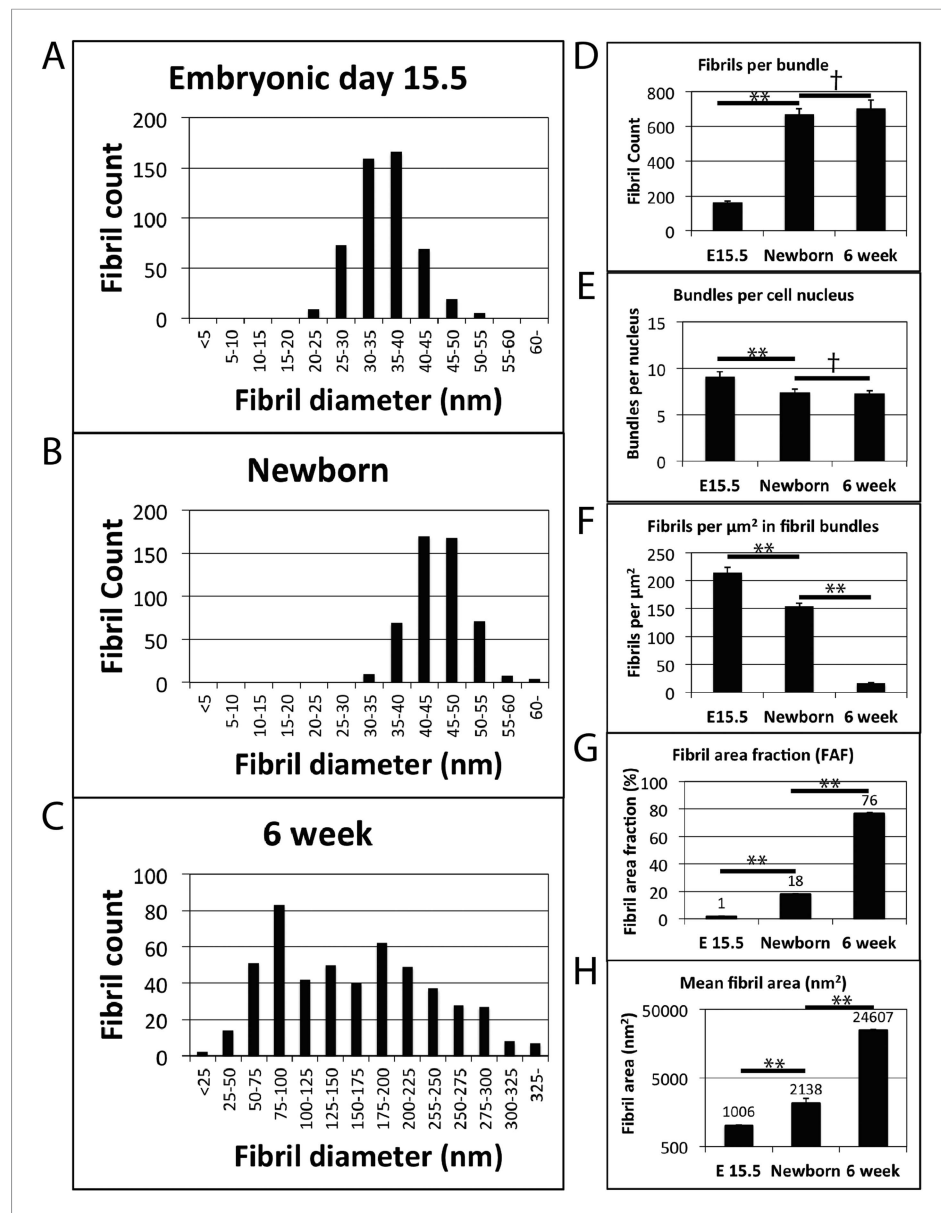 A
Embryonic day 15.5
Fibril count
200
150
100
50
0
<5
5-10
10-15
15-20
20-25
25-30
30-35
35-40
40-45
45-50
50-55
55-60
60-
Fibril diameter (nm)
B
Newborn
Fibril Count
200
150
100
50
0
<5
5-10
10-15
15-20
20-25
25-30
30-35
35-40
40-45
45-50
50-55
55-60
60-
Fibril diameter (nm)
C
6 week
Fibril count
100
80
60
40
20
0
<25
25-50
50-75
75-100
100-125
125-150
150-175
175-200
200-225
255-250
250-275
275-300
300-325
325-
Fibril diameter (nm)
D
Fibrils per bundle
** †
Fibril Count
800
600
400
200
0
E15.5 Newborn 6 week
E
Bundles per cell nucleus
** †
Bundles per nucleus
15
10
5
0
E15.5 Newborn 6 week
F
Fibrils per µm² in fibril bundles
**
**
Fibrils per µm²
250
200
150
100
50
0
E15.5 Newborn 6 week
G
Fibril area fraction (FAF)
**
**
Fibril area fraction (%)
100
80
60
40
20
0
1
18
76
E 15.5 Newborn 6 week
H
Mean fibril area (nm²)
**
**
Fibril area (nm²)
50000
5000
500
1006
2138
24607
E 15.5 Newborn 6 week